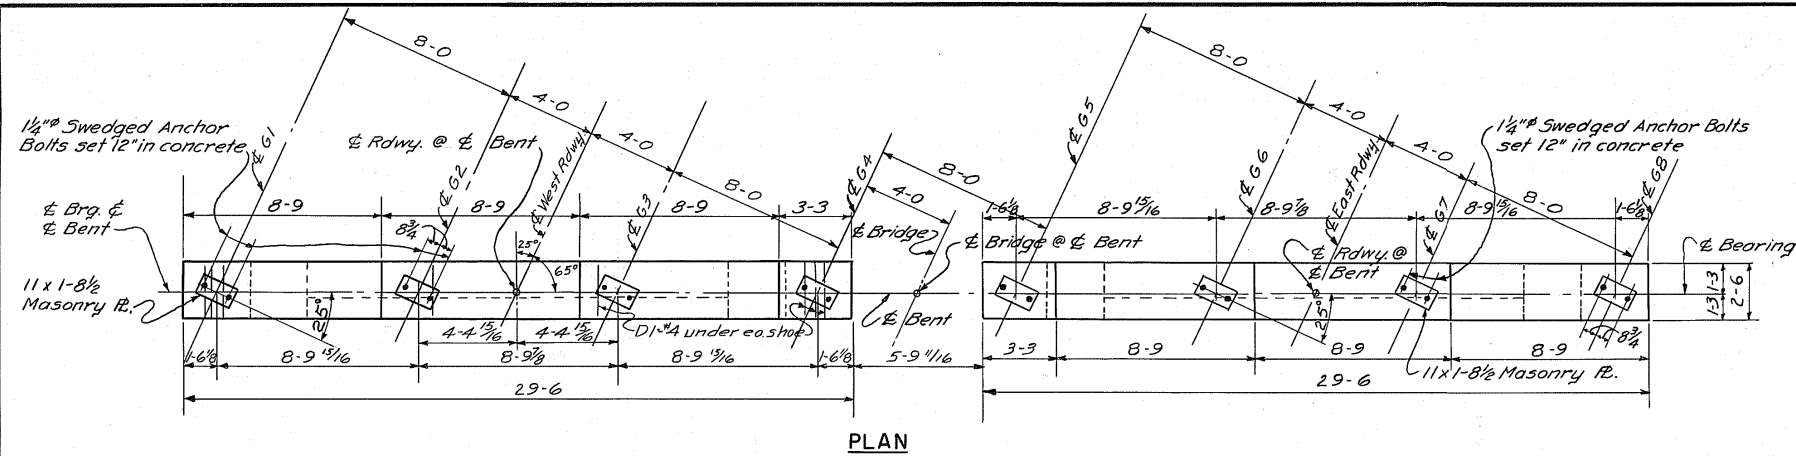 8-0
4-0
4-0
8-0
8-0
4-0
8-0
4-0
4-0
8-0
1¼"ø Swedged Anchor
Bolts set 12" in concrete
℄ G1
℄ Rdwy. @ ℄ Bent
℄ G2
℄ West Rdwy.
℄ G3
℄ G4
℄ G5
℄ G6
℄ East Rdwy.
℄ G7
℄ G8
1¼"ø Swedged Anchor Bolts
set 12" in concrete
℄ Brg. ℄
℄ Bent
8-9
8-9
8-9
3-3
8¾
25°
65°
℄ Bridge
℄ Bridge @ ℄ Bent
1-6⅛
8-9 15/16
8-9⅞
8-9 15/16
1-6⅛
℄ Rdwy. @
℄ Bent
℄ Bearing
11 x 1-8½
Masonry ℙL.
25°
4-4 15/16
4-4 15/16
D1-#4 under ea. shoe
℄ Bent
25°
8¾
1-3
1-3
2-6
1-6⅛
8-9 15/16
8-9⅞
8-9 15/16
1-6⅛
5-9 11/16
3-3
8-9
8-9
8-9
11 x 1-8½ Masonry ℙL.
29-6
29-6
PLAN